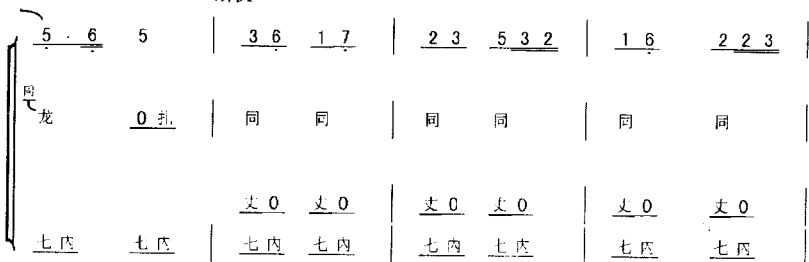 5 · 6 5 | 3 6 1 7 | 2 3 5 3 2 | 1 6 2 2 3 |
同
龙 0 扎 | 同 同 | 同 同 | 同 同
丈 0 丈 0 | 丈 0 丈 0 | 丈 0 丈 0 |
七 内 七 内 | 七 内 七 内 | 七 内 七 内 | 七 内 七 内 |